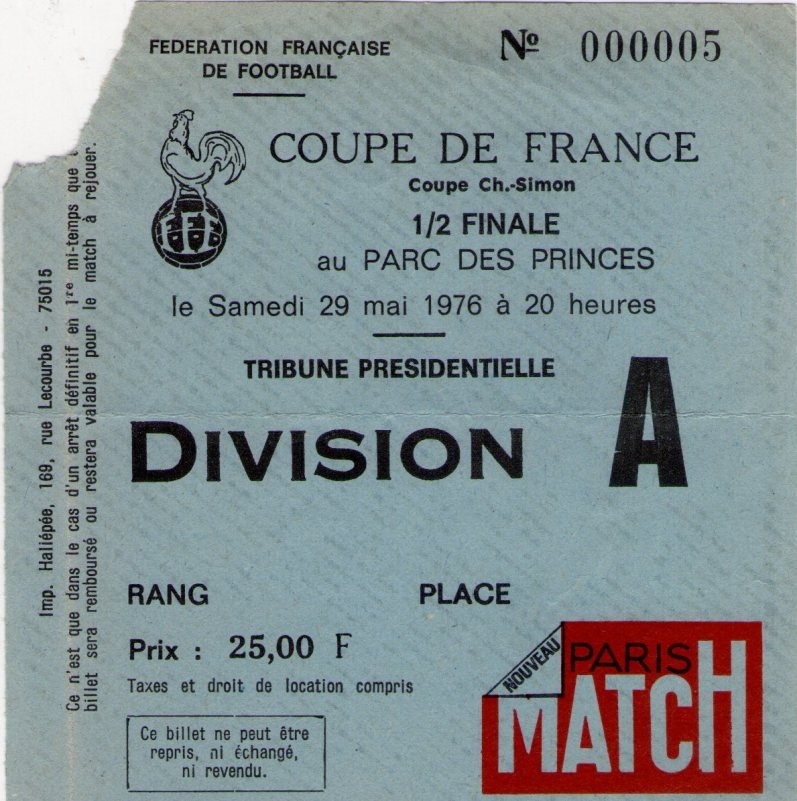 FEDERATION FRANÇAISE
DE FOOTBALL
Nº 000005
FFF
COUPE DE FRANCE
Coupe Ch.-Simon
1/2 FINALE
au PARC DES PRINCES
le Samedi 29 mai 1976 à 20 heures
TRIBUNE PRESIDENTIELLE
DIVISION A
RANG PLACE
Prix : 25,00 F
Taxes et droit de location compris
Ce billet ne peut être
repris, ni échangé,
ni revendu.
NOUVEAU
PARIS
MATCH
Imp. Hallépée, 169, rue Lecourbe - 75015
Ce n'est que dans le cas d'un arrêt définitif en 1re mi-temps que
billet sera remboursé ou restera valable pour le match à rejouer.